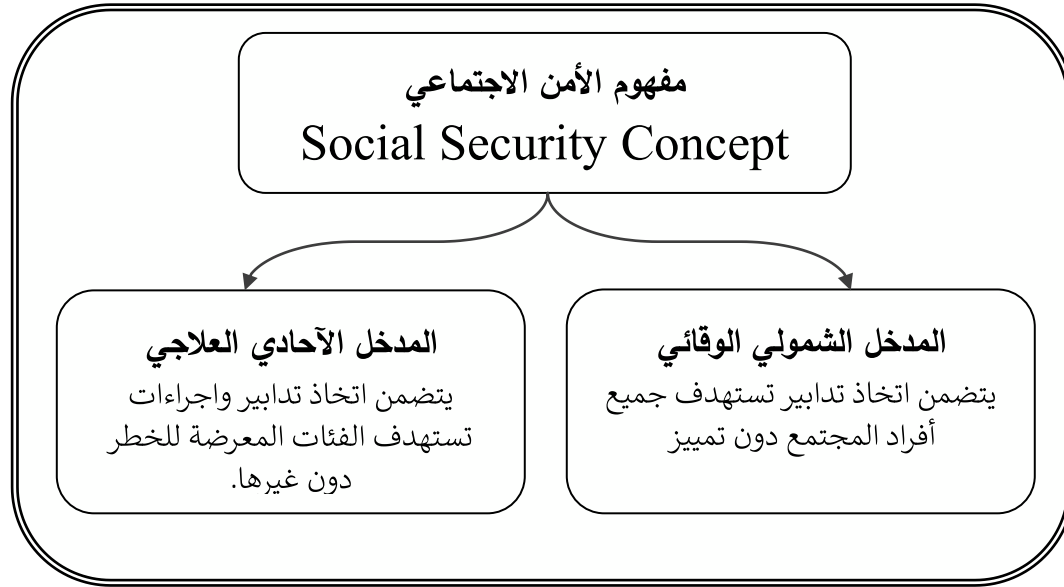 مفهوم الأمن الاجتماعي
Social Security Concept
المدخل الشمولي الوقائي
يتضمن اتخاذ تدابير تستهدف جميع
أفراد المجتمع دون تمييز
المدخل الآحادي العلاجي
يتضمن اتخاذ تدابير واجراءات
تستهدف الفئات المعرضة للخطر
دون غيرها.